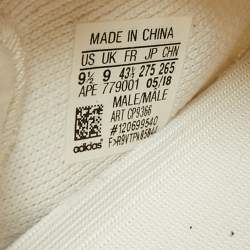 MADE IN CHINA
US UK FR JP CHN
9½ 9 43⅓ 275 265
APE 779001 05/18
MALE/MALE
ART CP9366
#120699540
adidas